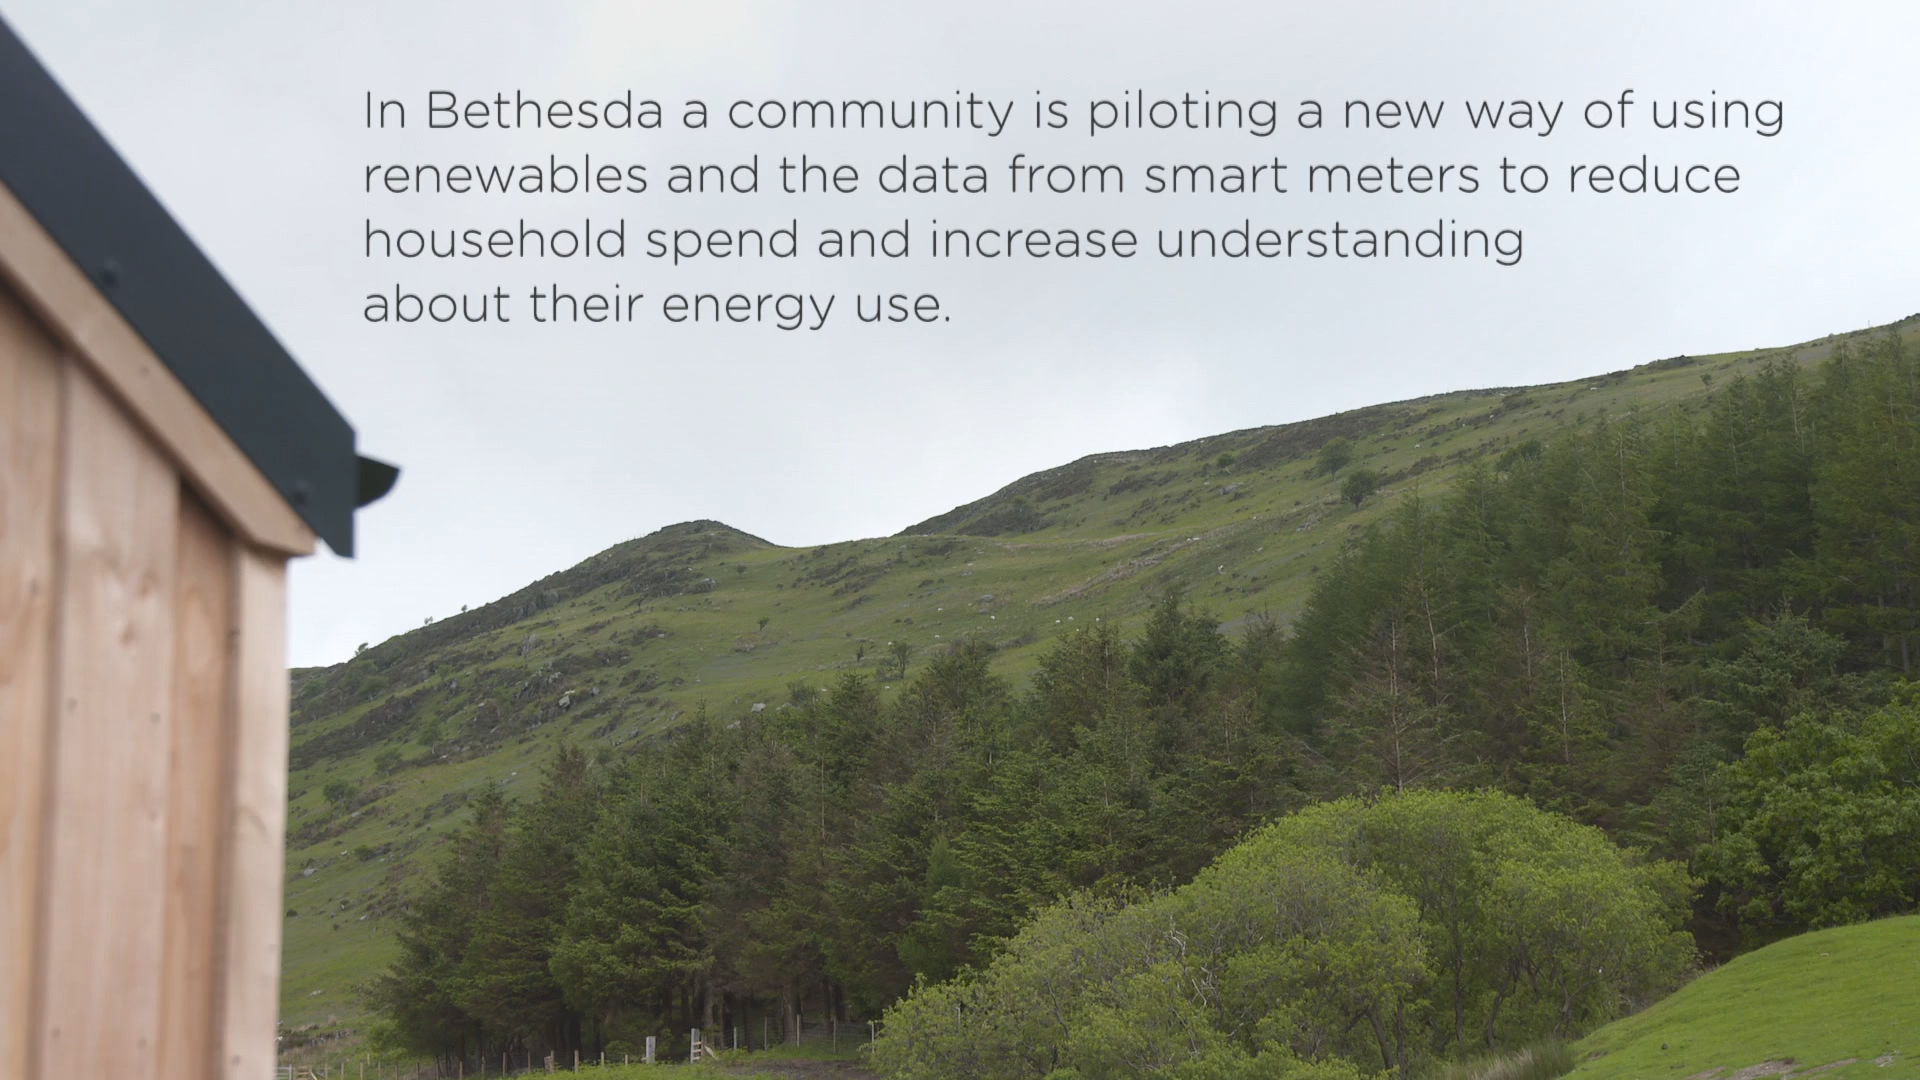 In Bethesda a community is piloting a new way of using
renewables and the data from smart meters to reduce
household spend and increase understanding
about their energy use.